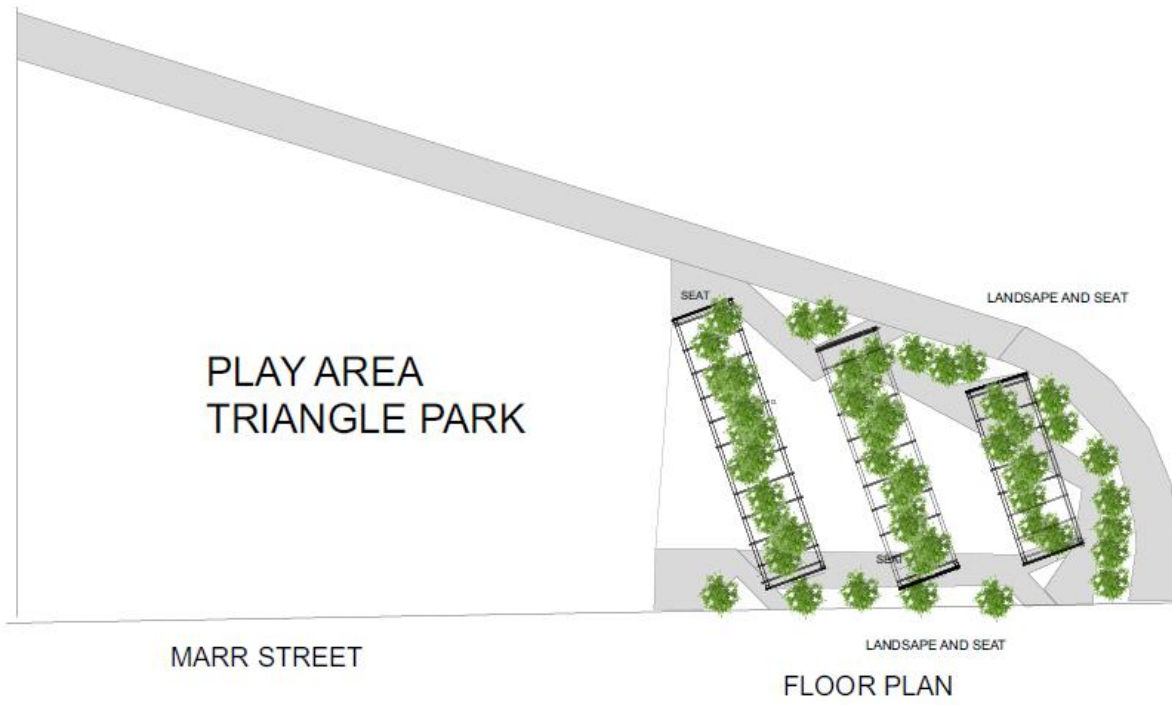 SEAT
LANDSAPE AND SEAT
PLAY AREA
TRIANGLE PARK
SEAT
LANDSAPE AND SEAT
MARR STREET
FLOOR PLAN